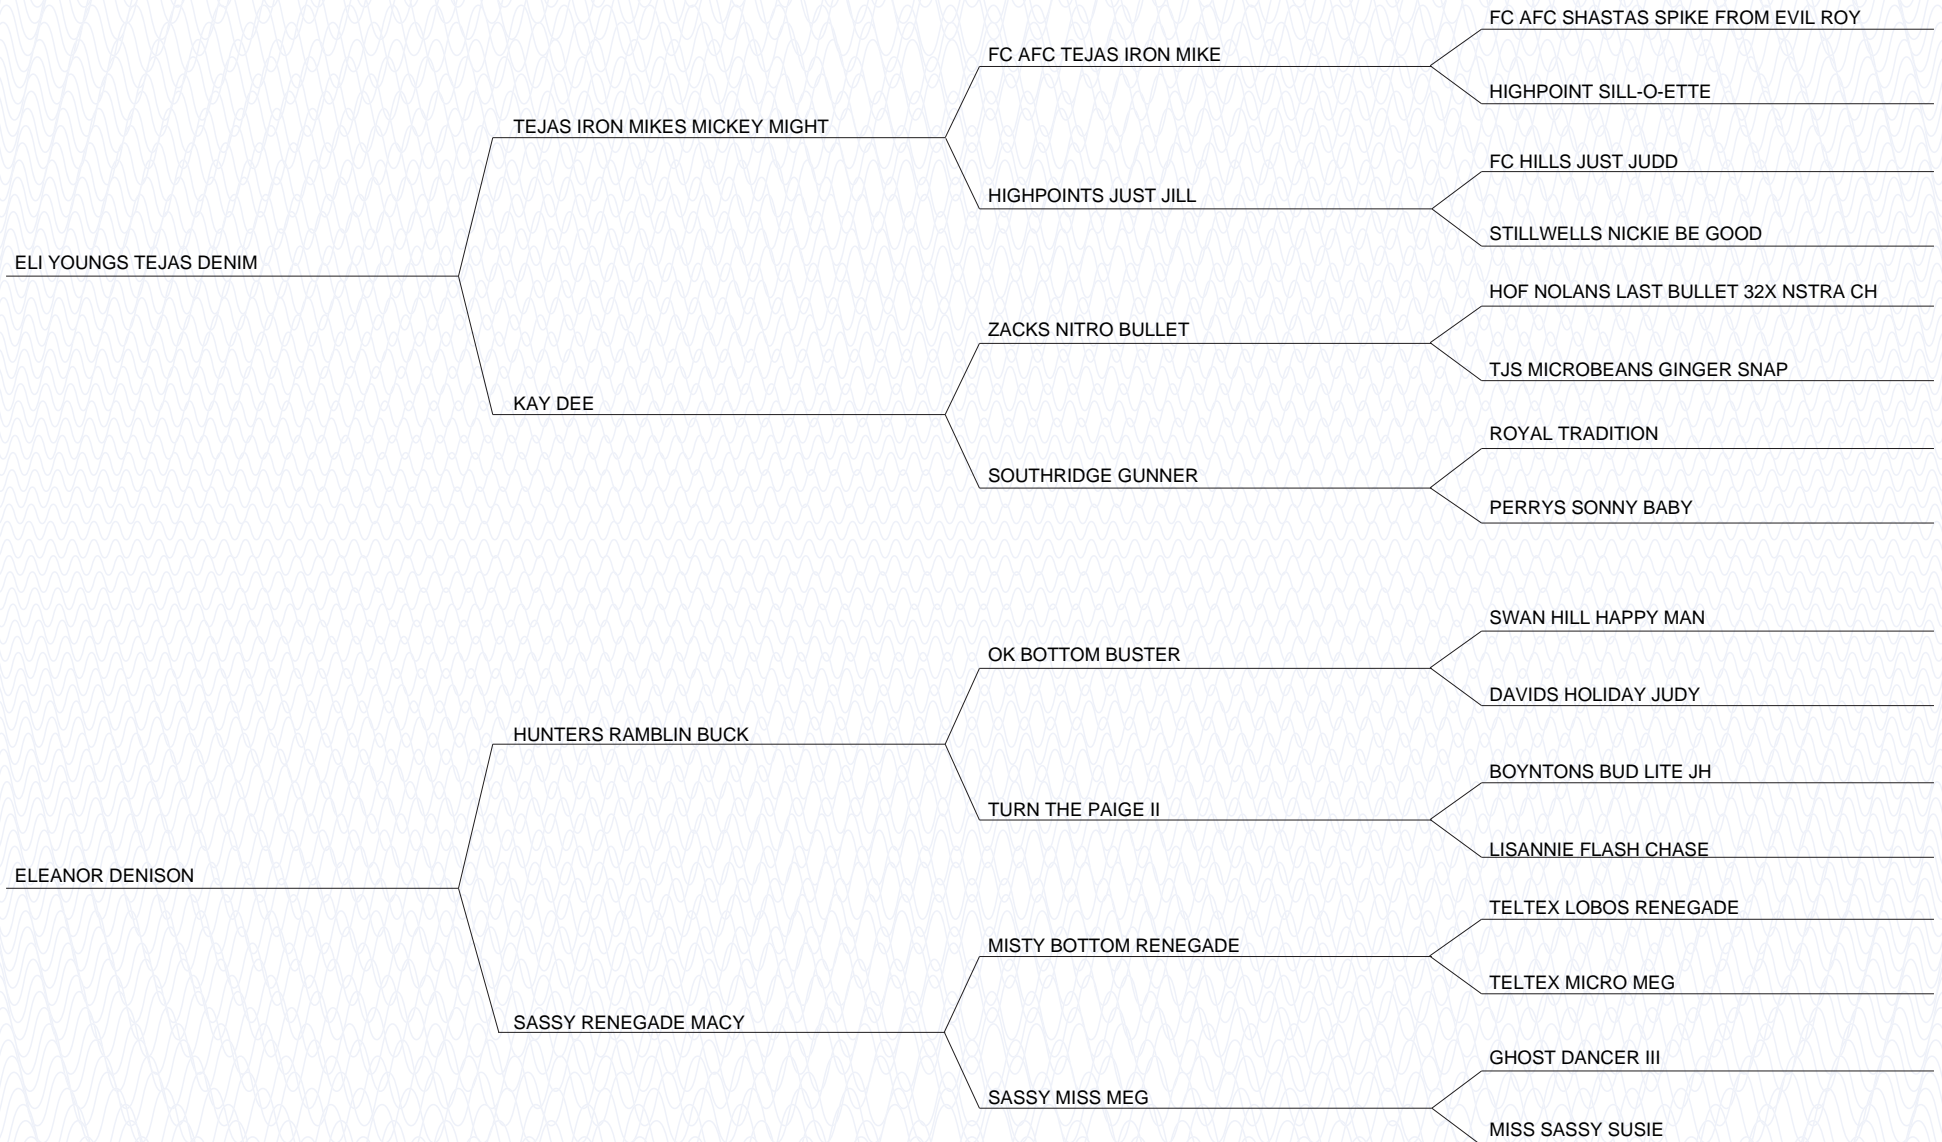 FC AFC SHASTAS SPIKE FROM EVIL ROY
FC AFC TEJAS IRON MIKE
HIGHPOINT SILL-O-ETTE
TEJAS IRON MIKES MICKEY MIGHT
FC HILLS JUST JUDD
HIGHPOINTS JUST JILL
STILLWELLS NICKIE BE GOOD
ELI YOUNGS TEJAS DENIM
HOF NOLANS LAST BULLET 32X NSTRA CH
ZACKS NITRO BULLET
TJS MICROBEANS GINGER SNAP
KAY DEE
ROYAL TRADITION
SOUTHRIDGE GUNNER
PERRYS SONNY BABY
SWAN HILL HAPPY MAN
OK BOTTOM BUSTER
DAVIDS HOLIDAY JUDY
HUNTERS RAMBLIN BUCK
BOYNTONS BUD LITE JH
TURN THE PAIGE II
LISANNIE FLASH CHASE
ELEANOR DENISON
TELTEX LOBOS RENEGADE
MISTY BOTTOM RENEGADE
TELTEX MICRO MEG
SASSY RENEGADE MACY
GHOST DANCER III
SASSY MISS MEG
MISS SASSY SUSIE